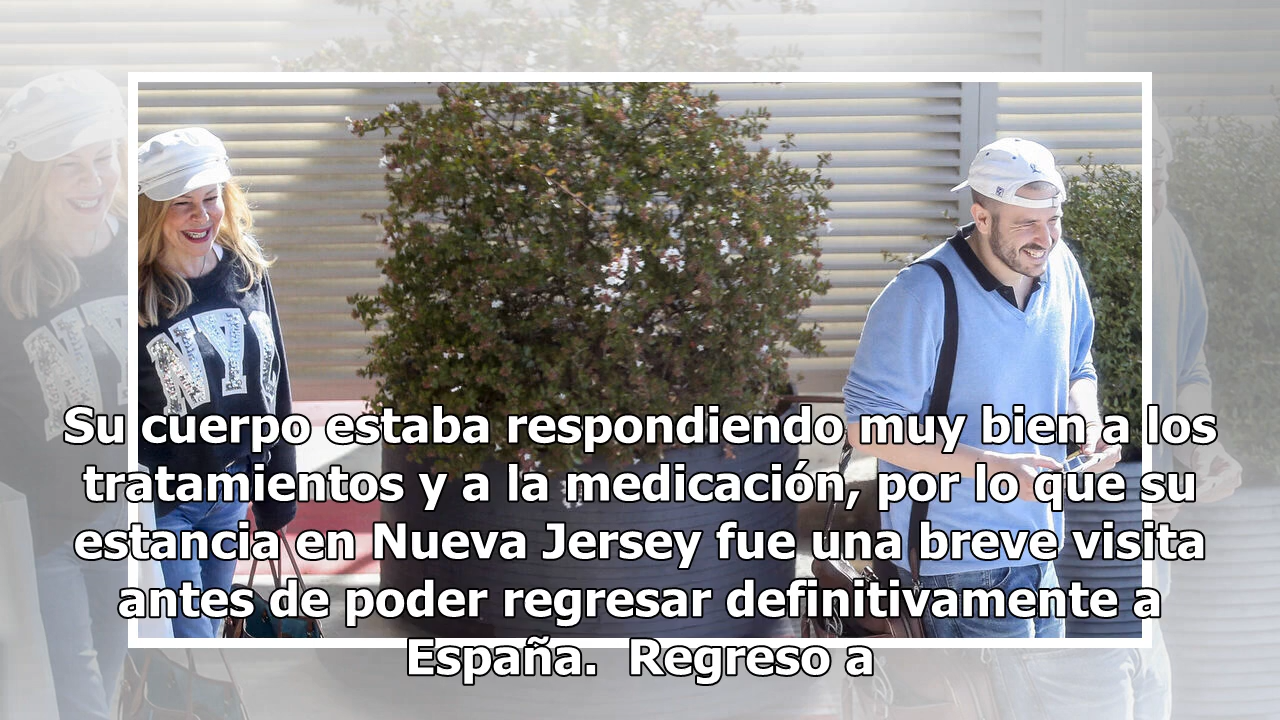 NYC
Su cuerpo estaba respondiendo muy bien a los
tratamientos y a la medicación, por lo que su
estancia en Nueva Jersey fue una breve visita
antes de poder regresar definitivamente a
España.  Regreso a